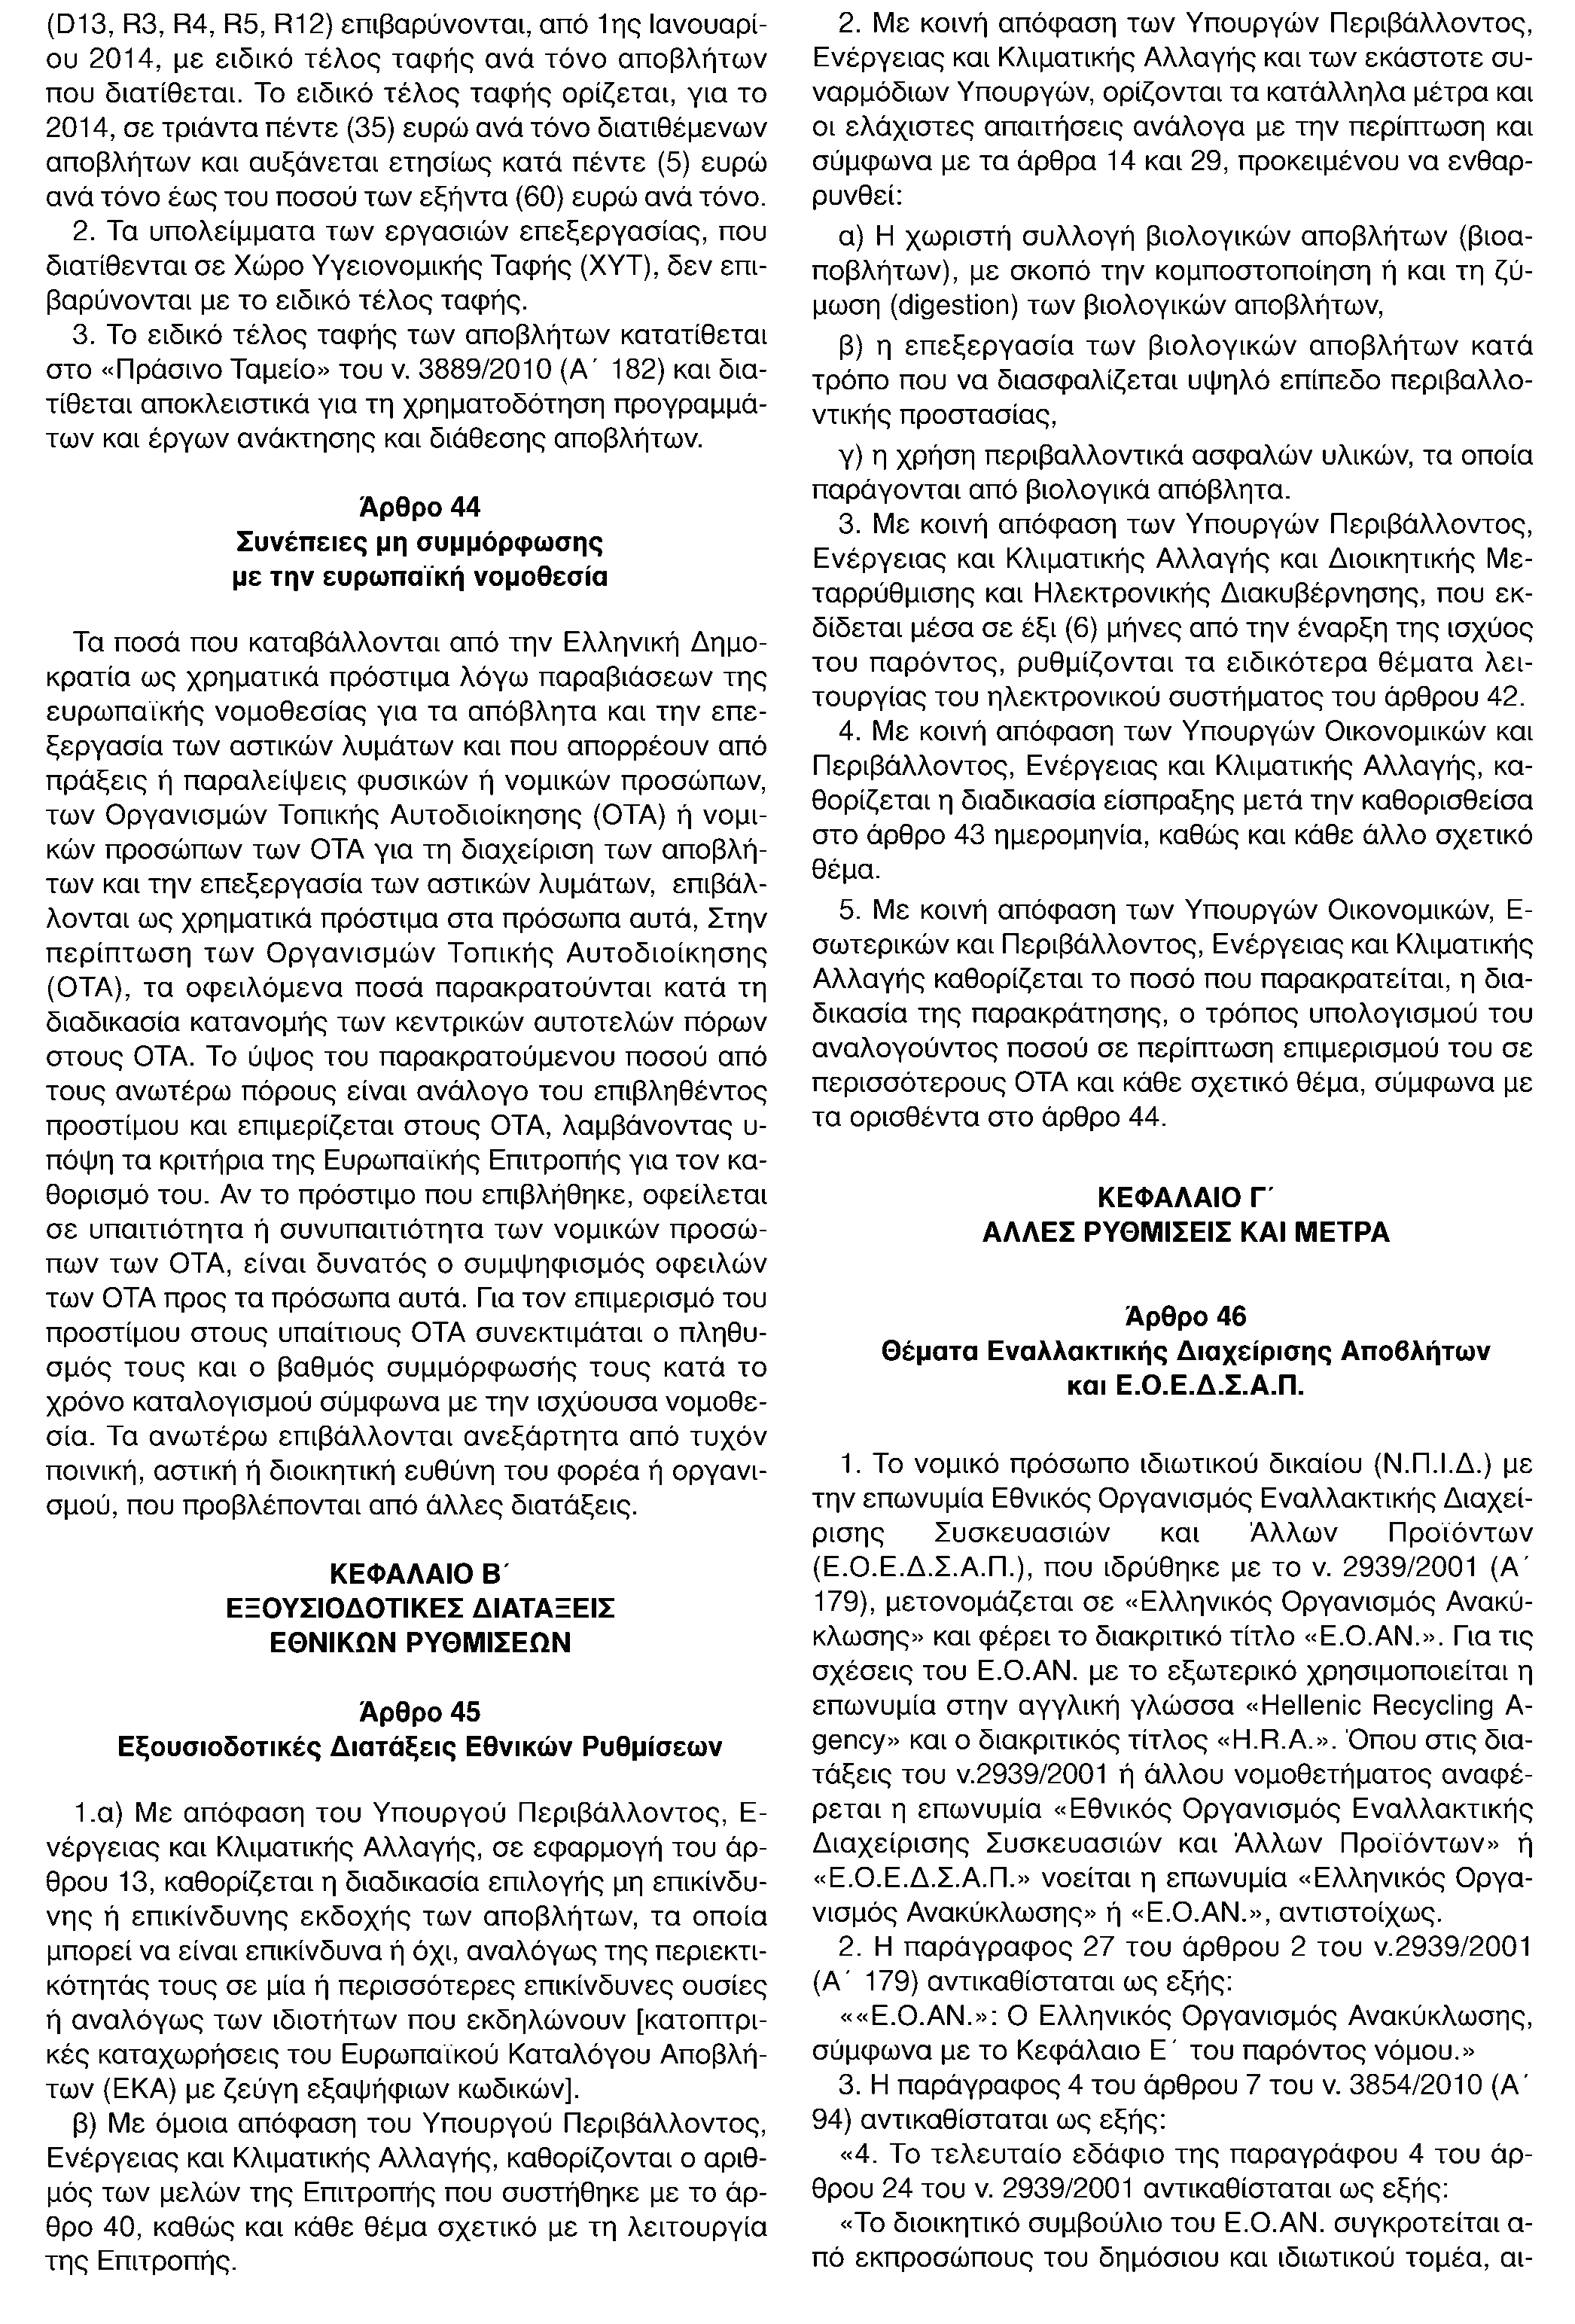 (D13, R3, R4, R5, R12) επιβαρύνονται, από 1ης Ιανουαρί-
ου 2014, με ειδικό τέλος ταφής ανά τόνο αποβλήτων
που διατίθεται. Το ειδικό τέλος ταφής ορίζεται, για το
2014, σε τριάντα πέντε (35) ευρώ ανά τόνο διατιθέμενων
αποβλήτων και αυξάνεται ετησίως κατά πέντε (5) ευρώ
ανά τόνο έως του ποσού των εξήντα (60) ευρώ ανά τόνο.
2. Τα υπολείμματα των εργασιών επεξεργασίας, που
διατίθενται σε Χώρο Υγειονομικής Ταφής (ΧΥΤ), δεν επι-
βαρύνονται με το ειδικό τέλος ταφής.
3. Το ειδικό τέλος ταφής των αποβλήτων κατατίθεται
στο «Πράσινο Ταμείο» του ν. 3889/2010 (Α΄ 182) και δια-
τίθεται αποκλειστικά για τη χρηματοδότηση προγραμμά-
των και έργων ανάκτησης και διάθεσης αποβλήτων.
Άρθρο 44
Συνέπειες μη συμμόρφωσης
με την ευρωπαϊκή νομοθεσία
Τα ποσά που καταβάλλονται από την Ελληνική Δημο-
κρατία ως χρηματικά πρόστιμα λόγω παραβιάσεων της
ευρωπαϊκής νομοθεσίας για τα απόβλητα και την επε-
ξεργασία των αστικών λυμάτων και που απορρέουν από
πράξεις ή παραλείψεις φυσικών ή νομικών προσώπων,
των Οργανισμών Τοπικής Αυτοδιοίκησης (ΟΤΑ) ή νομι-
κών προσώπων των ΟΤΑ για τη διαχείριση των αποβλή-
των και την επεξεργασία των αστικών λυμάτων, επιβάλ-
λονται ως χρηματικά πρόστιμα στα πρόσωπα αυτά, Στην
περίπτωση των Οργανισμών Τοπικής Αυτοδιοίκησης
(ΟΤΑ), τα οφειλόμενα ποσά παρακρατούνται κατά τη
διαδικασία κατανομής των κεντρικών αυτοτελών πόρων
στους ΟΤΑ. Το ύψος του παρακρατούμενου ποσού από
τους ανωτέρω πόρους είναι ανάλογο του επιβληθέντος
προστίμου και επιμερίζεται στους ΟΤΑ, λαμβάνοντας υ-
πόψη τα κριτήρια της Ευρωπαϊκής Επιτροπής για τον κα-
θορισμό του. Αν το πρόστιμο που επιβλήθηκε, οφείλεται
σε υπαιτιότητα ή συνυπαιτιότητα των νομικών προσώ-
πων των ΟΤΑ, είναι δυνατός ο συμψηφισμός οφειλών
των ΟΤΑ προς τα πρόσωπα αυτά. Για τον επιμερισμό του
προστίμου στους υπαίτιους ΟΤΑ συνεκτιμάται ο πληθυ-
σμός τους και ο βαθμός συμμόρφωσής τους κατά το
χρόνο καταλογισμού σύμφωνα με την ισχύουσα νομοθε-
σία. Τα ανωτέρω επιβάλλονται ανεξάρτητα από τυχόν
ποινική, αστική ή διοικητική ευθύνη του φορέα ή οργανι-
σμού, που προβλέπονται από άλλες διατάξεις.
ΚΕΦΑΛΑΙΟ Β΄
ΕΞΟΥΣΙΟΔΟΤΙΚΕΣ ΔΙΑΤΑΞΕΙΣ
ΕΘΝΙΚΩΝ ΡΥΘΜΙΣΕΩΝ
Άρθρο 45
Εξουσιοδοτικές Διατάξεις Εθνικών Ρυθμίσεων
1.α) Με απόφαση του Υπουργού Περιβάλλοντος, Ε-
νέργειας και Κλιματικής Αλλαγής, σε εφαρμογή του άρ-
θρου 13, καθορίζεται η διαδικασία επιλογής μη επικίνδυ-
νης ή επικίνδυνης εκδοχής των αποβλήτων, τα οποία
μπορεί να είναι επικίνδυνα ή όχι, αναλόγως της περιεκτι-
κότητάς τους σε μία ή περισσότερες επικίνδυνες ουσίες
ή αναλόγως των ιδιοτήτων που εκδηλώνουν [κατοπτρι-
κές καταχωρήσεις του Ευρωπαϊκού Καταλόγου Αποβλή-
των (ΕΚΑ) με ζεύγη εξαψήφιων κωδικών].
β) Με όμοια απόφαση του Υπουργού Περιβάλλοντος,
Ενέργειας και Κλιματικής Αλλαγής, καθορίζονται ο αριθ-
μός των μελών της Επιτροπής που συστήθηκε με το άρ-
θρο 40, καθώς και κάθε θέμα σχετικό με τη λειτουργία
της Επιτροπής.
2. Με κοινή απόφαση των Υπουργών Περιβάλλοντος,
Ενέργειας και Κλιματικής Αλλαγής και των εκάστοτε συ-
ναρμόδιων Υπουργών, ορίζονται τα κατάλληλα μέτρα και
οι ελάχιστες απαιτήσεις ανάλογα με την περίπτωση και
σύμφωνα με τα άρθρα 14 και 29, προκειμένου να ενθαρ-
ρυνθεί:
α) Η χωριστή συλλογή βιολογικών αποβλήτων (βιοα-
ποβλήτων), με σκοπό την κομποστοποίηση ή και τη ζύ-
μωση (digestion) των βιολογικών αποβλήτων,
β) η επεξεργασία των βιολογικών αποβλήτων κατά
τρόπο που να διασφαλίζεται υψηλό επίπεδο περιβαλλο-
ντικής προστασίας,
γ) η χρήση περιβαλλοντικά ασφαλών υλικών, τα οποία
παράγονται από βιολογικά απόβλητα.
3. Με κοινή απόφαση των Υπουργών Περιβάλλοντος,
Ενέργειας και Κλιματικής Αλλαγής και Διοικητικής Με-
ταρρύθμισης και Ηλεκτρονικής Διακυβέρνησης, που εκ-
δίδεται μέσα σε έξι (6) μήνες από την έναρξη της ισχύος
του παρόντος, ρυθμίζονται τα ειδικότερα θέματα λει-
τουργίας του ηλεκτρονικού συστήματος του άρθρου 42.
4. Με κοινή απόφαση των Υπουργών Οικονομικών και
Περιβάλλοντος, Ενέργειας και Κλιματικής Αλλαγής, κα-
θορίζεται η διαδικασία είσπραξης μετά την καθορισθείσα
στο άρθρο 43 ημερομηνία, καθώς και κάθε άλλο σχετικό
θέμα.
5. Με κοινή απόφαση των Υπουργών Οικονομικών, Ε-
σωτερικών και Περιβάλλοντος, Ενέργειας και Κλιματικής
Αλλαγής καθορίζεται το ποσό που παρακρατείται, η δια-
δικασία της παρακράτησης, ο τρόπος υπολογισμού του
αναλογούντος ποσού σε περίπτωση επιμερισμού του σε
περισσότερους ΟΤΑ και κάθε σχετικό θέμα, σύμφωνα με
τα ορισθέντα στο άρθρο 44.
ΚΕΦΑΛΑΙΟ Γ΄
ΑΛΛΕΣ ΡΥΘΜΙΣΕΙΣ ΚΑΙ ΜΕΤΡΑ
Άρθρο 46
Θέματα Εναλλακτικής Διαχείρισης Αποβλήτων
και Ε.Ο.Ε.Δ.Σ.Α.Π.
1. Το νομικό πρόσωπο ιδιωτικού δικαίου (Ν.Π.Ι.Δ.) με
την επωνυμία Εθνικός Οργανισμός Εναλλακτικής Διαχεί-
ρισης Συσκευασιών και Άλλων Προϊόντων
(Ε.Ο.Ε.Δ.Σ.Α.Π.), που ιδρύθηκε με το ν. 2939/2001 (Α΄
179), μετονομάζεται σε «Ελληνικός Οργανισμός Ανακύ-
κλωσης» και φέρει το διακριτικό τίτλο «Ε.Ο.ΑΝ.». Για τις
σχέσεις του Ε.Ο.ΑΝ. με το εξωτερικό χρησιμοποιείται η
επωνυμία στην αγγλική γλώσσα «Hellenic Recycling A-
gency» και ο διακριτικός τίτλος «H.R.A.». Όπου στις δια-
τάξεις του ν.2939/2001 ή άλλου νομοθετήματος αναφέ-
ρεται η επωνυμία «Εθνικός Οργανισμός Εναλλακτικής
Διαχείρισης Συσκευασιών και Άλλων Προϊόντων» ή
«Ε.Ο.Ε.Δ.Σ.Α.Π.» νοείται η επωνυμία «Ελληνικός Οργα-
νισμός Ανακύκλωσης» ή «Ε.Ο.ΑΝ.», αντιστοίχως.
2. Η παράγραφος 27 του άρθρου 2 του ν.2939/2001
(Α΄ 179) αντικαθίσταται ως εξής:
««Ε.Ο.ΑΝ.»: Ο Ελληνικός Οργανισμός Ανακύκλωσης,
σύμφωνα με το Κεφάλαιο Ε΄ του παρόντος νόμου.»
3. Η παράγραφος 4 του άρθρου 7 του ν. 3854/2010 (Α΄
94) αντικαθίσταται ως εξής:
«4. Το τελευταίο εδάφιο της παραγράφου 4 του άρ-
θρου 24 του ν. 2939/2001 αντικαθίσταται ως εξής:
«Το διοικητικό συμβούλιο του Ε.Ο.ΑΝ. συγκροτείται α-
πό εκπροσώπους του δημόσιου και ιδιωτικού τομέα, αι-